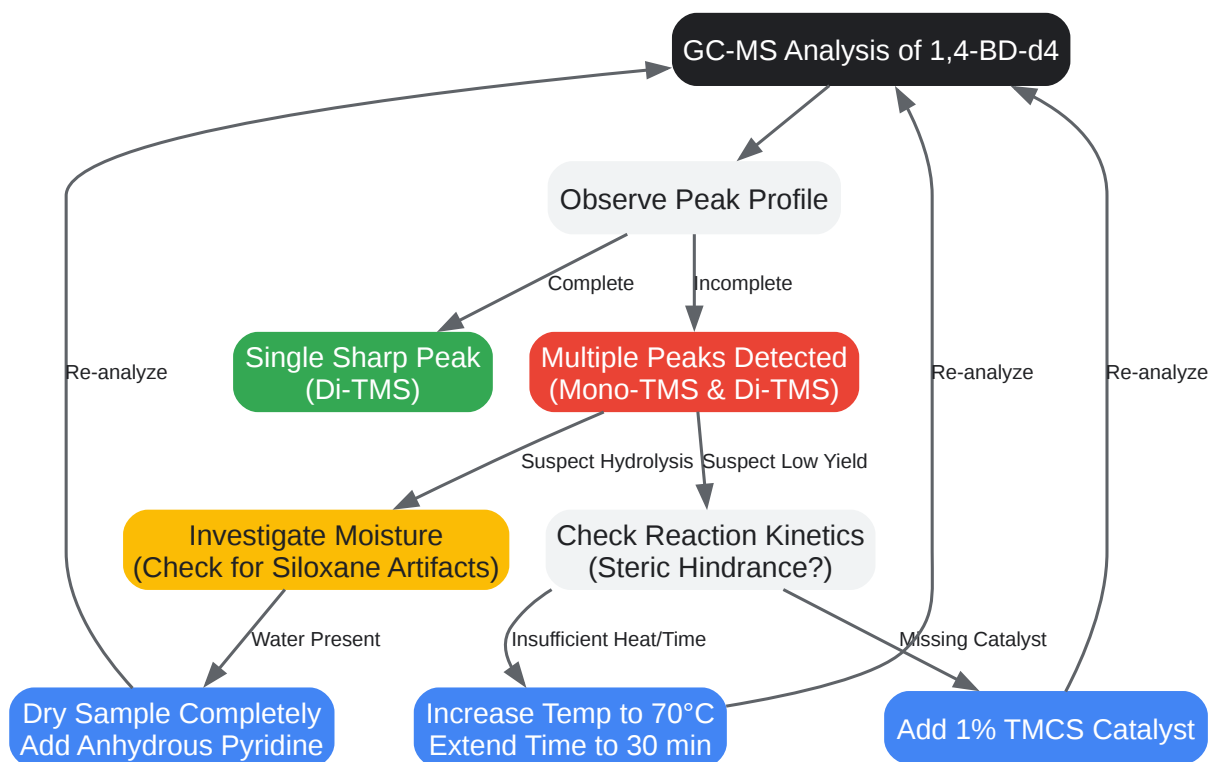 GC-MS Analysis of 1,4-BD-d4
Observe Peak Profile
Complete
Incomplete
Single Sharp Peak
(Di-TMS)
Multiple Peaks Detected
(Mono-TMS & Di-TMS)
Re-analyze
Re-analyze
Re-analyze
Suspect Hydrolysis
Suspect Low Yield
Investigate Moisture
(Check for Siloxane Artifacts)
Check Reaction Kinetics
(Steric Hindrance?)
Water Present
Insufficient Heat/Time
Missing Catalyst
Dry Sample Completely
Add Anhydrous Pyridine
Increase Temp to 70°C
Extend Time to 30 min
Add 1% TMCS Catalyst